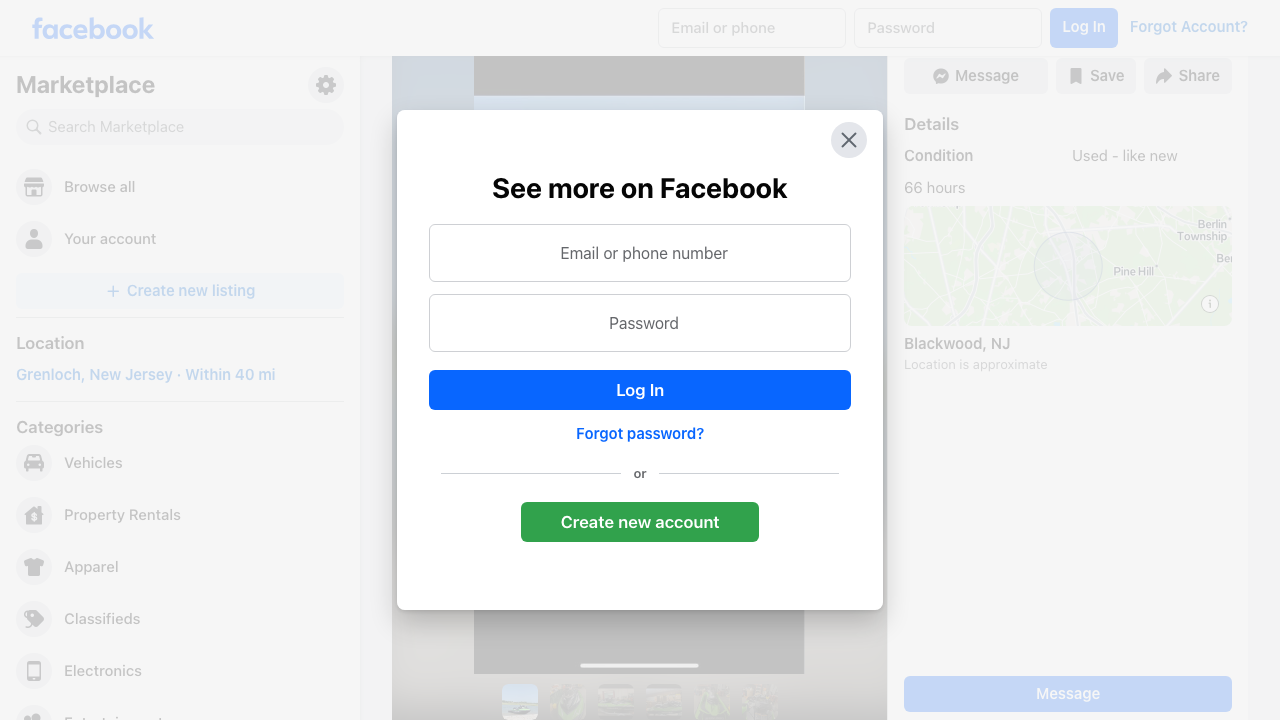 facebook
Email or phone
Password
Log In
Forgot Account?
Marketplace
Search Marketplace
Browse all
Your account
Create new listing
Location
Grenloch, New Jersey · Within 40 mi
Categories
Vehicles
Property Rentals
Apparel
Classifieds
Electronics
See more on Facebook
Email or phone number
Password
Log In
Forgot password?
or
Create new account
Message
Save
Share
Details
Condition
Used - like new
66 hours
Berlin
Township
Pine Hill
Blackwood, NJ
Location is approximate
Message